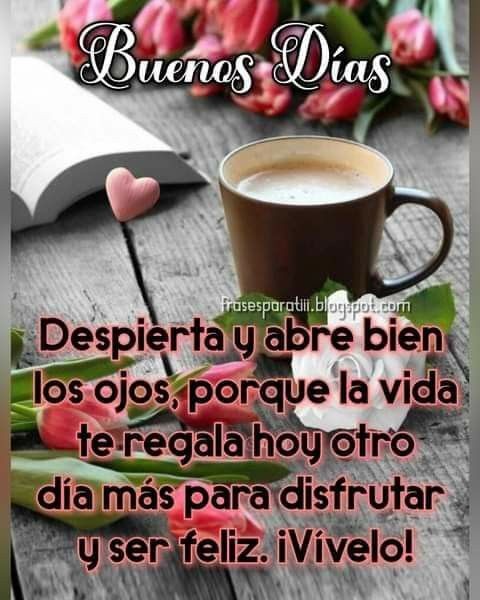 Buenos Días
frasesparatiii.blogspot.com
Despierta y abre bien
los ojos, porque la vida
te regala hoy otro
día más para disfrutar
y ser feliz. ¡Vívelo!